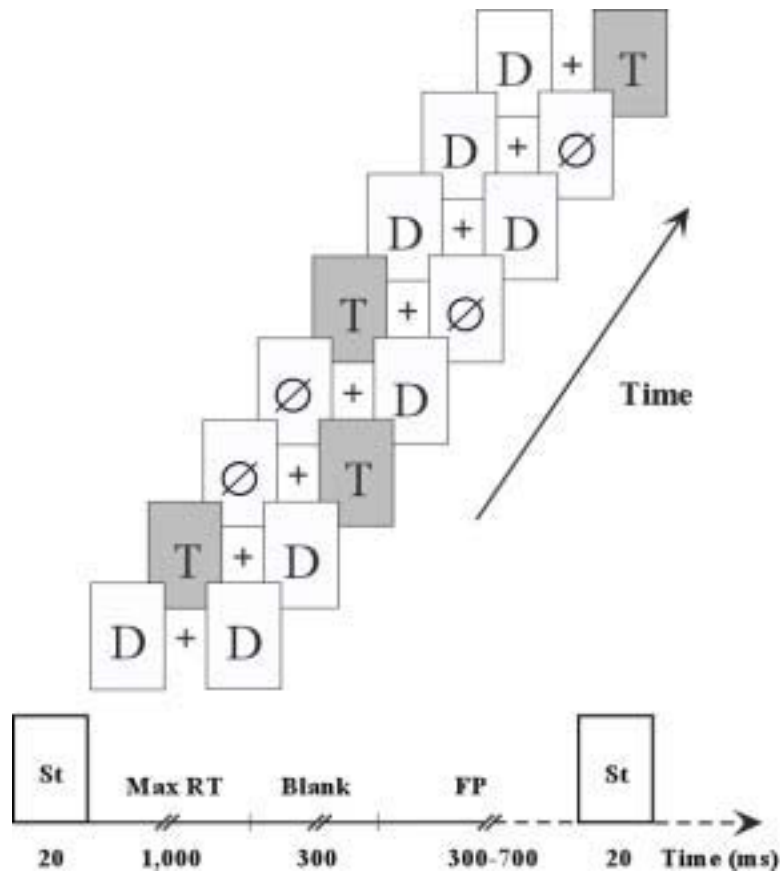 D + T
D + ∅
D + D
T + ∅
∅ + D
Time
∅ + T
T + D
D + D
St Max RT Blank FP St
20 1,000 300 300-700 20 Time (ms)